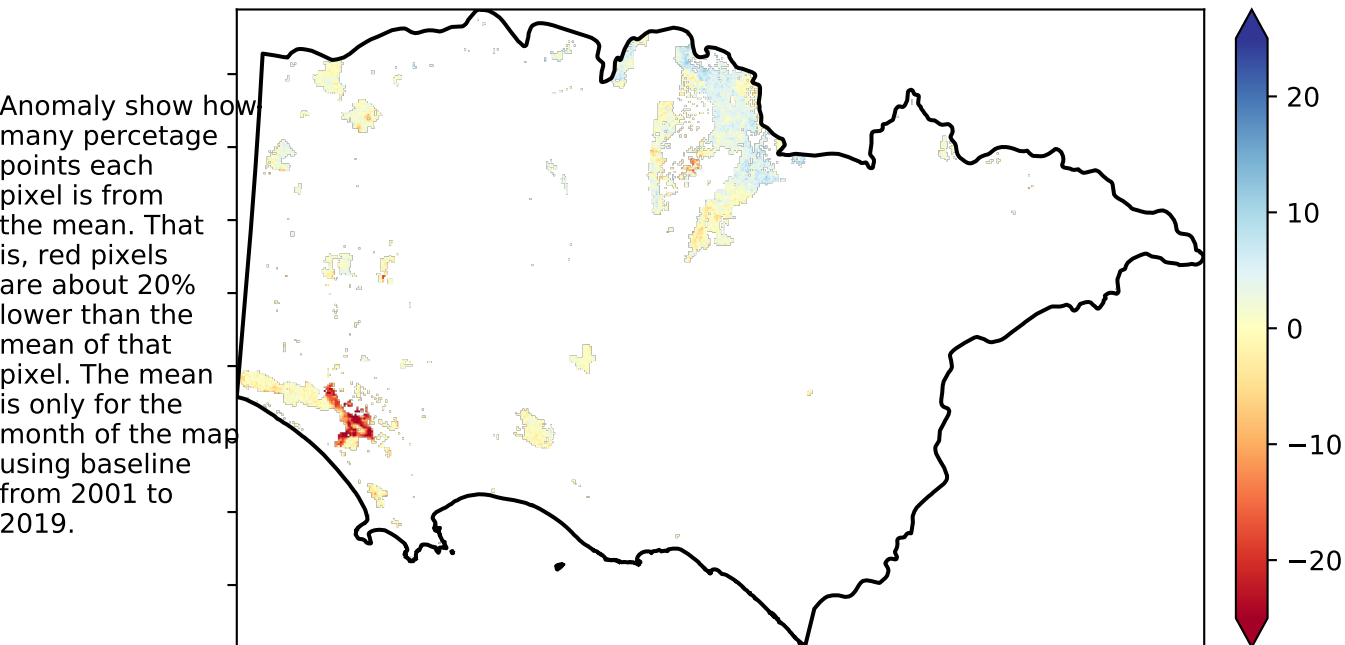 Anomaly show how
many percetage
points each
pixel is from
the mean. That
is, red pixels
are about 20%
lower than the
mean of that
pixel. The mean
is only for the
month of the map
using baseline
from 2001 to
2019.
20
10
0
−10
−20